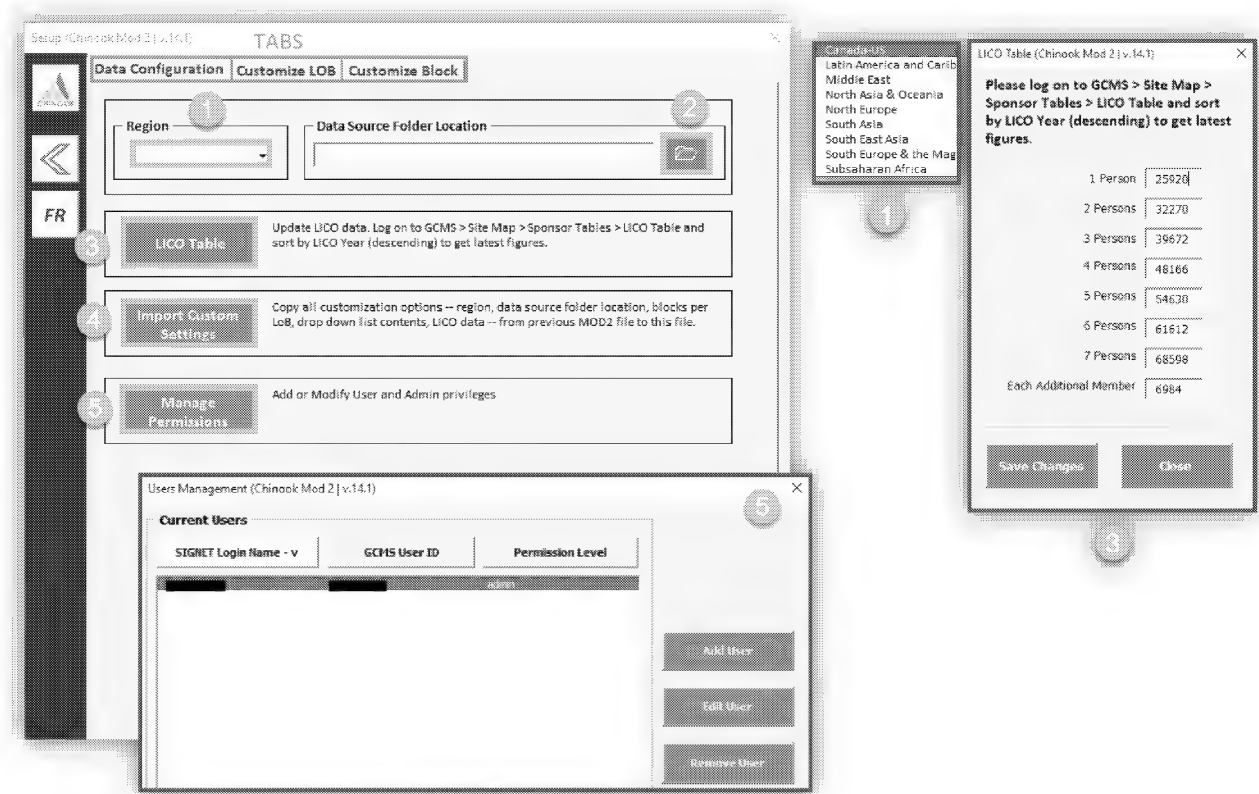 Setup (Chinook Mod 2 | v.14.1)
TABS
CHINOOK
Data Configuration
Customize LOB
Customize Block
1
2
Region
Data Source Folder Location
FR
3
LICO Table
Update LICO data. Log on to GCMS > Site Map > Sponsor Tables > LICO Table and
sort by LICO Year (descending) to get latest figures.
4
Import Custom
Settings
Copy all customization options -- region, data source folder location, blocks per
LoB, drop down list contents, LICO data -- from previous MOD2 file to this file.
5
Manage
Permissions
Add or Modify User and Admin privileges
Users Management (Chinook Mod 2 | v.14.1)
5
Current Users
SIGNET Login Name - v
GCMS User ID
Permission Level
admin
Add User
Edit User
Remove User
Canada-US
Latin America and Carib
Middle East
North Asia & Oceania
North Europe
South Asia
South East Asia
South Europe & the Mag
Subsaharan Africa
1
LICO Table (Chinook Mod 2 | v.14.1)
Please log on to GCMS > Site Map >
Sponsor Tables > LICO Table and sort
by LICO Year (descending) to get latest
figures.
1 Person 25920
2 Persons 32270
3 Persons 39672
4 Persons 48166
5 Persons 54630
6 Persons 61612
7 Persons 68598
Each Additional Member 6984
Save Changes
Close
3